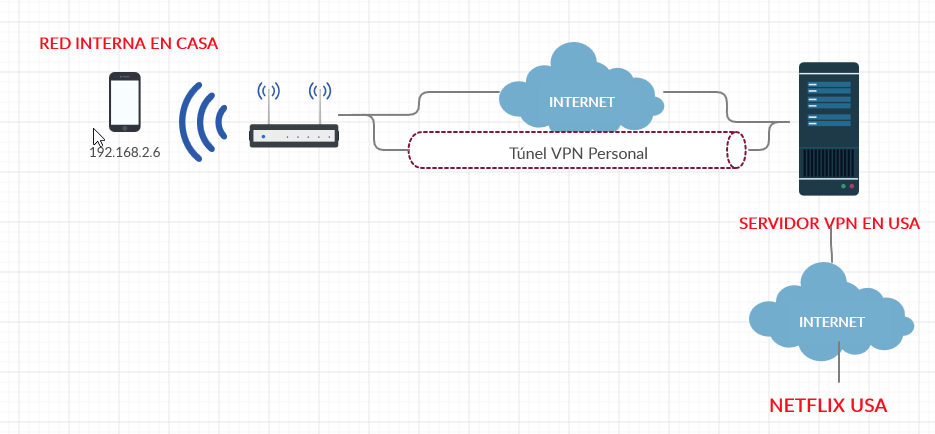 RED INTERNA EN CASA
192.168.2.6
INTERNET
Túnel VPN Personal
SERVIDOR VPN EN USA
INTERNET
NETFLIX USA